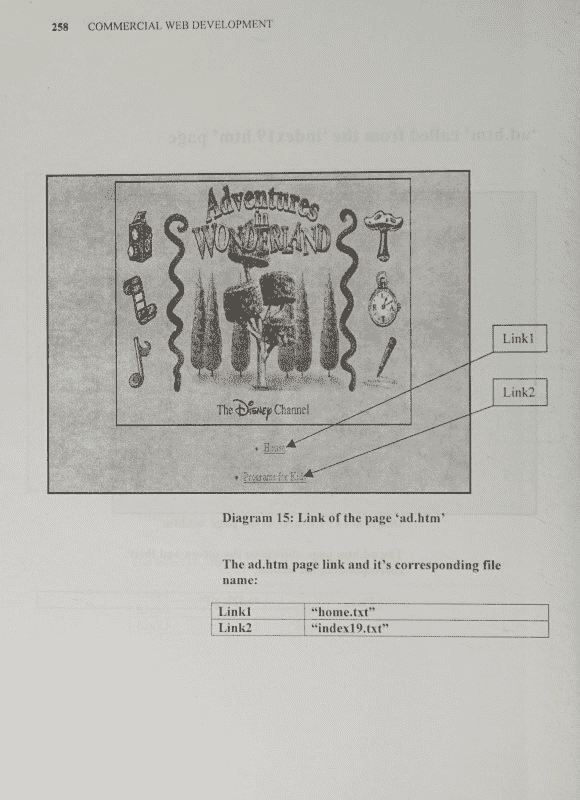 258 COMMERCIAL WEB DEVELOPMENT
Adventures
in
WONDERLAND
The Disney Channel
Link1
Link2
• Home
• Programs for Kids
Diagram 15: Link of the page ‘ad.htm’
The ad.htm page link and it’s corresponding file
name:
Link1 “home.txt”
Link2 “index19.txt”